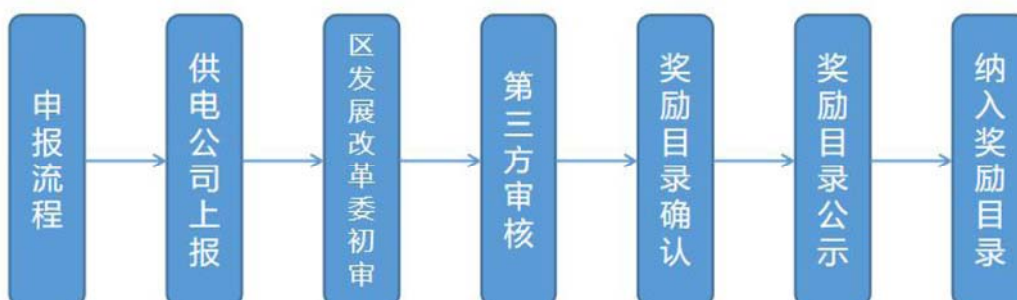 申报流程
供电公司上报
区发展改革委初审
第三方审核
奖励目录确认
奖励目录公示
纳入奖励目录